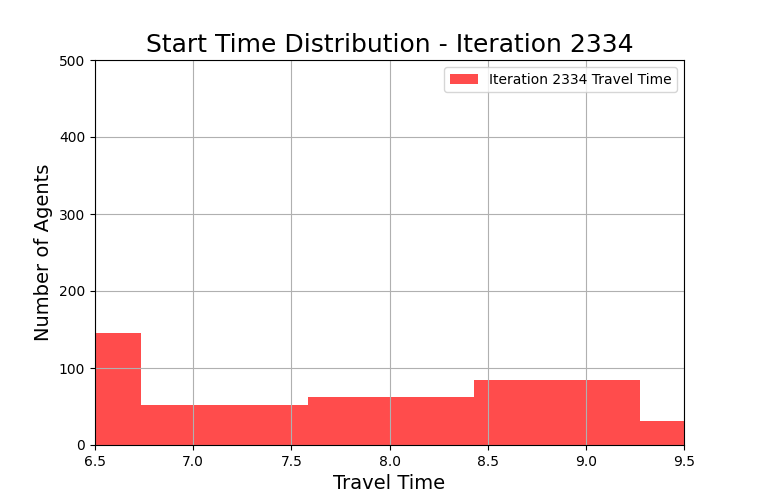 Start Time Distribution - Iteration 2334
Iteration 2334 Travel Time
Number of Agents
500
400
300
200
100
0
6.5 7.0 7.5 8.0 8.5 9.0 9.5
Travel Time